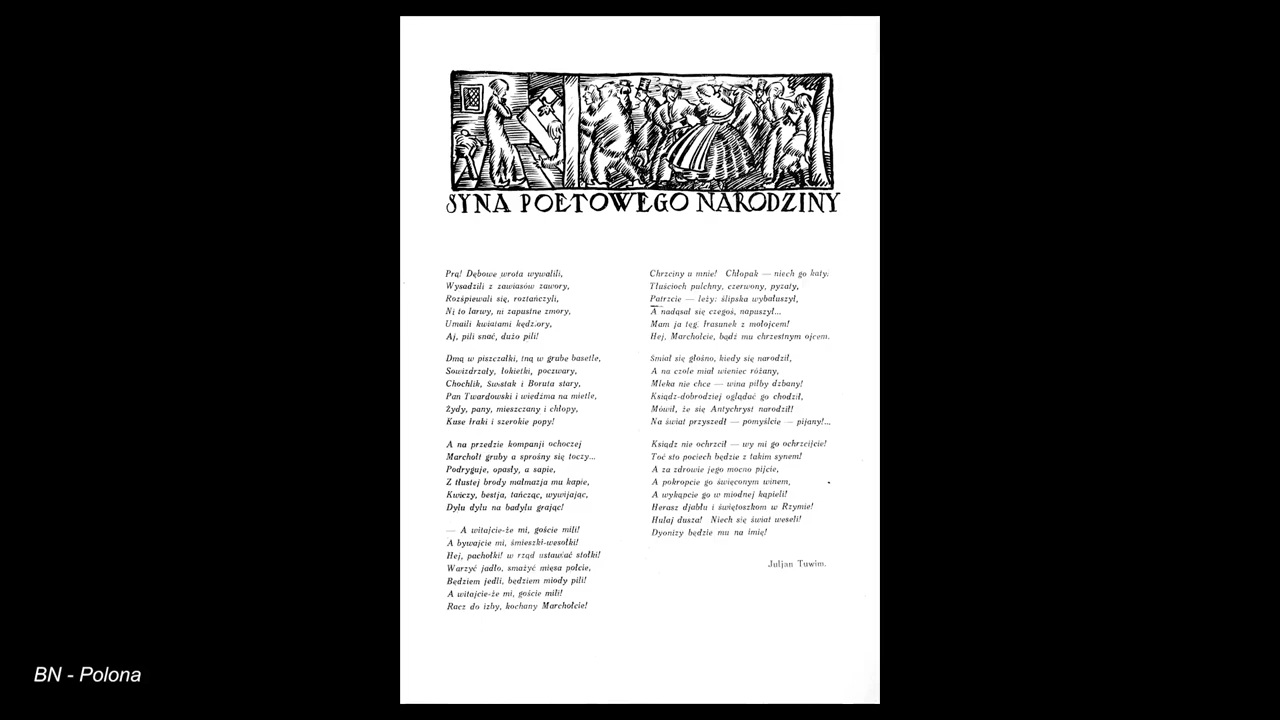 SYNA POETOWEGO NARODZINY
Prą! Dębowe wrota wywalili,
Wysadzili z zawiasów zawory,
Rozśpiewali się, roztańczyli,
Ni to larwy, ni zapustne zmory,
Umaili kwiatami kędziory,
Aj, pili snać, dużo pili!
Dmą w piszczałki, tną w grube basetle,
Sowizdrzały, łokietki, poczwary,
Chochlik, Świstak i Boruta stary,
Pan Twardowski i wiedźma na mietle,
Żydy, pany, mieszczany i chłopy,
Kuse fraki i szerokie popy!
A na przedzie kompanji ochoczej
Marchołt gruby a sprośny się toczy...
Podryguje, opasły, a sapie,
Z tłustej brody małmazja mu kapie,
Kwiczy, bestja, tańcząc, wywijając,
Dylu dylu na badylu grając!
— A witajcie-że mi, goście mili!
A bywajcie mi, śmieszki-wesołki!
Hej, pachołki! w rząd ustawiać stołki!
Warzyć jadło, smażyć mięsa połcie,
Będziem jedli, będziem miody pili!
A witajcie-że mi, goście mili!
Racz do izby, kochany Marchołcie!
Chrzciny u mnie! Chłopak — niech go katy:
Tłuścioch pulchny, czerwony, pyzaty,
Patrzcie — leży: ślipska wybałuszył,
A nadąsał się czegoś, napuszył...
Mam ja tęgi frasunek z mołojcem!
Hej, Marchołcie, bądź mu chrzestnym ojcem.
Śmiał się głośno, kiedy się narodził,
A na czole miał wieniec różany,
Mleka nie chce — wina piłby dzbany!
Ksiądz-dobrodziej oglądać go chodził,
Mówił, że się Antychryst narodził!
Na świat przyszedł — pomyślcie — pijany!...
Ksiądz nie ochrzcił — wy mi go ochrzcijcie!
Toć sto pociech będzie z takim synem!
A za zdrowie jego mocno pijcie,
A pokropcie go święconym winem,
A wykąpcie go w miodnej kąpieli!
Herasz djabłu i świętoszkom w Rzymie!
Hulaj dusza! Niech się świat weseli!
Dyonizy będzie mu na imię!
Juljan Tuwim.
BN - Polona